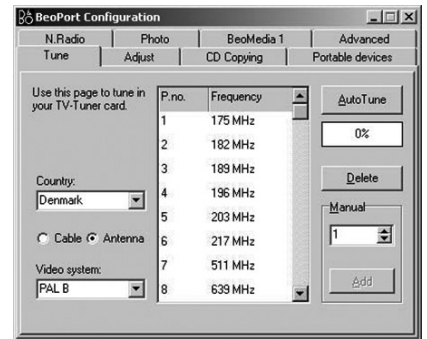 BeoPort Configuration
N.Radio Photo BeoMedia 1 Advanced
Tune Adjust CD Copying Portable devices
Use this page to tune in
your TV-Tuner card.
Country:
Denmark
Cable Antenna
Video system:
PAL B
P.no. Frequency
1 175 MHz
2 182 MHz
3 189 MHz
4 196 MHz
5 203 MHz
6 217 MHz
7 511 MHz
8 639 MHz
AutoTune
0%
Delete
Manual
1
Add